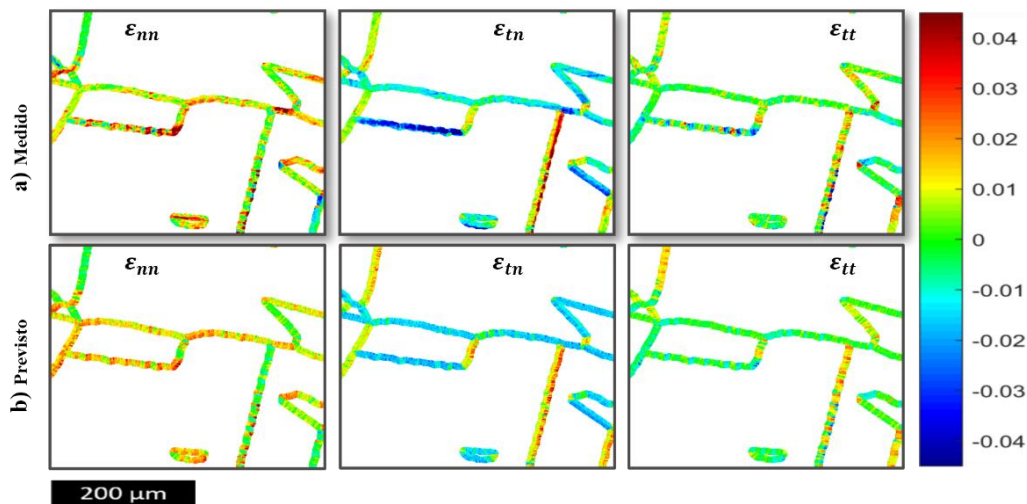 ε_nn ε_tn ε_tt
a) Medido
0.04
0.03
0.02
0.01
0
-0.01
-0.02
-0.03
-0.04
ε_nn ε_tn ε_tt
b) Previsto
200 µm